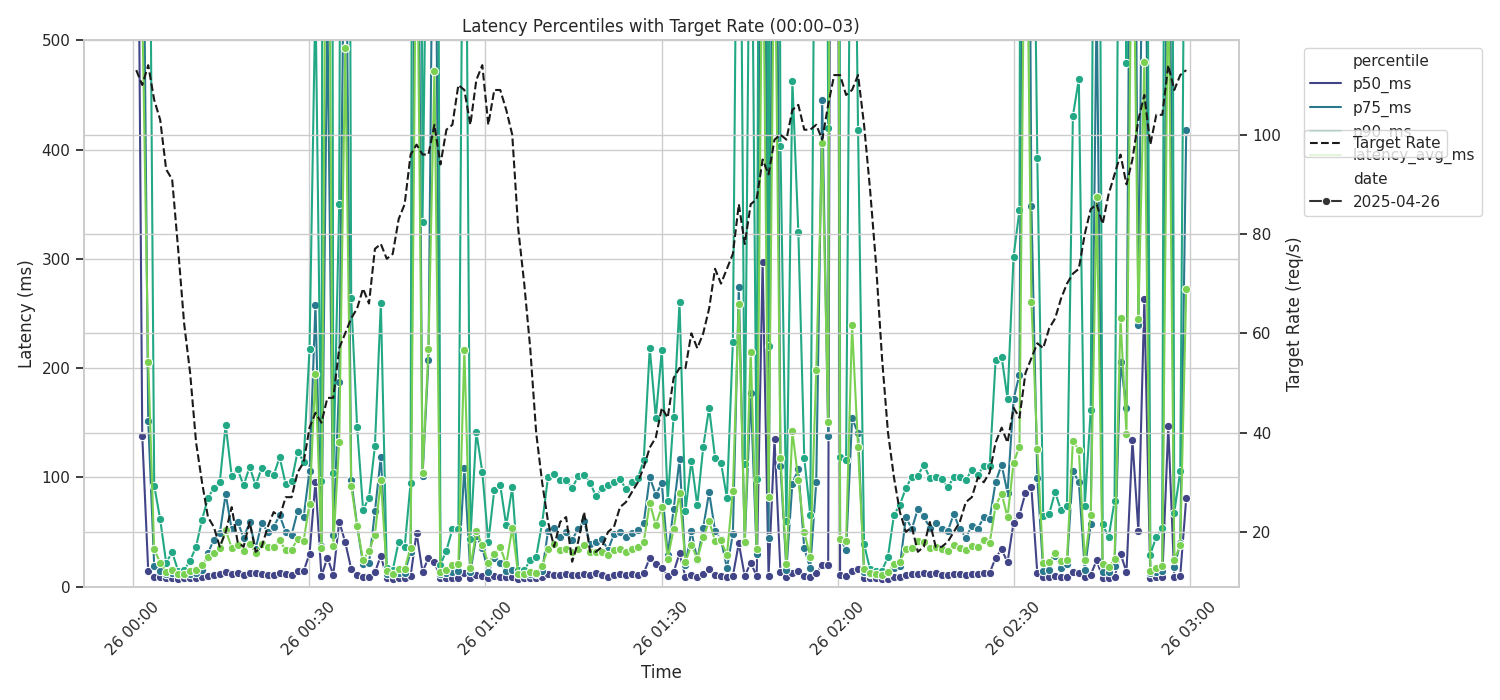 Latency Percentiles with Target Rate (00:00–03)
500
400
300
200
100
0
Latency (ms)
100
80
60
40
20
Target Rate (req/s)
26 00:00
26 00:30
26 01:00
26 01:30
26 02:00
26 02:30
26 03:00
Time
percentile
p50_ms
p75_ms
p90_ms
Target Rate
latency_avg_ms
date
2025-04-26